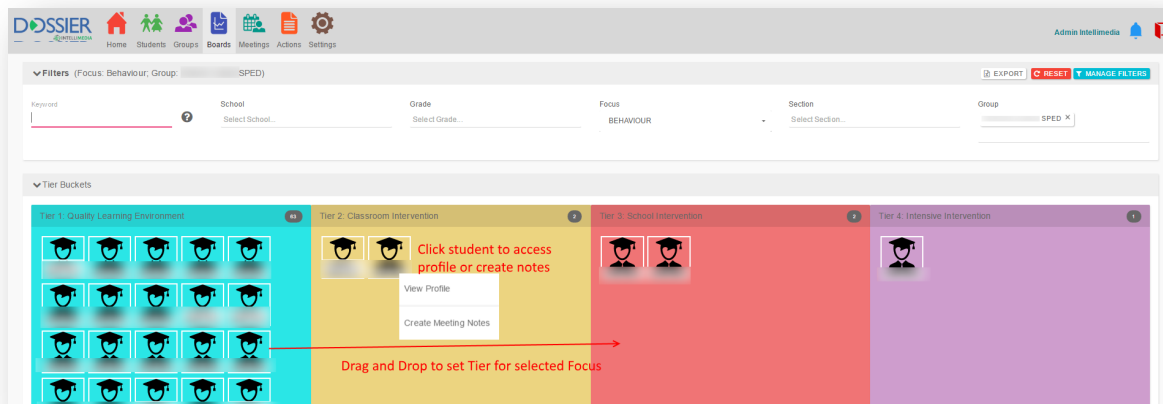 DOSSIER
INTELLIMEDIA
Home Students Groups Boards Meetings Actions Settings
Admin Intellimedia
Filters (Focus: Behaviour; Group: SPED)
EXPORT RESET MANAGE FILTERS
Keyword School Grade Focus Section Group
Select School... Select Grade... BEHAVIOUR Select Section... SPED ×
Tier Buckets
Tier 1: Quality Learning Environment 83 Tier 2: Classroom Intervention 2 Tier 3: School Intervention 2 Tier 4: Intensive Intervention 1
Click student to access
profile or create notes
View Profile
Create Meeting Notes
Drag and Drop to set Tier for selected Focus